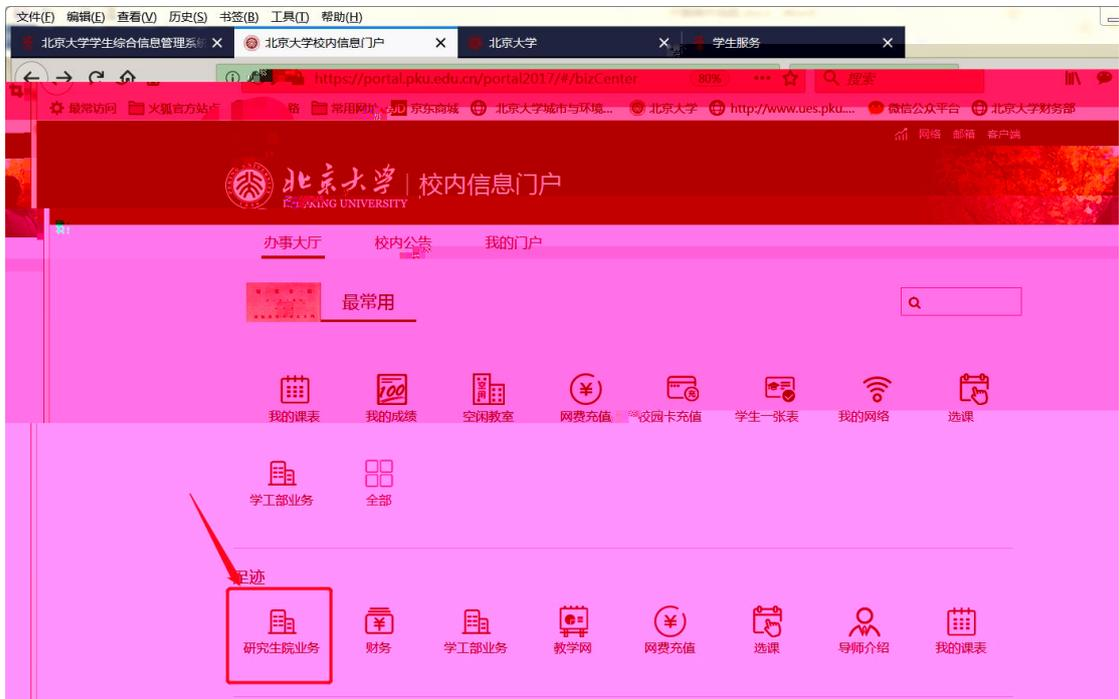 文件(F) 编辑(E) 查看(V) 历史(S) 书签(B) 工具(T) 帮助(H)
北京大学学生综合信息管理系统 北京大学校内信息门户 北京大学 学生服务
https://portal.pku.edu.cn/portal2017/#/bizCenter 80% 搜索
最常访问 火狐官方站点 常用网址 京东商城 北京大学城市与环境... 北京大学 http://www.ues.pku.... 微信公众平台 北京大学财务部
网络 邮箱 客户端
北京大学 校内信息门户
PEKING UNIVERSITY
办事大厅 校内公告 我的门户
最常用
我的课表 我的成绩 空闲教室 网费充值 校园卡充值 学生一张表 我的网络 选课
学工部业务 全部
足迹
研究生院业务 财务 学工部业务 教学网 网费充值 选课 导师介绍 我的课表